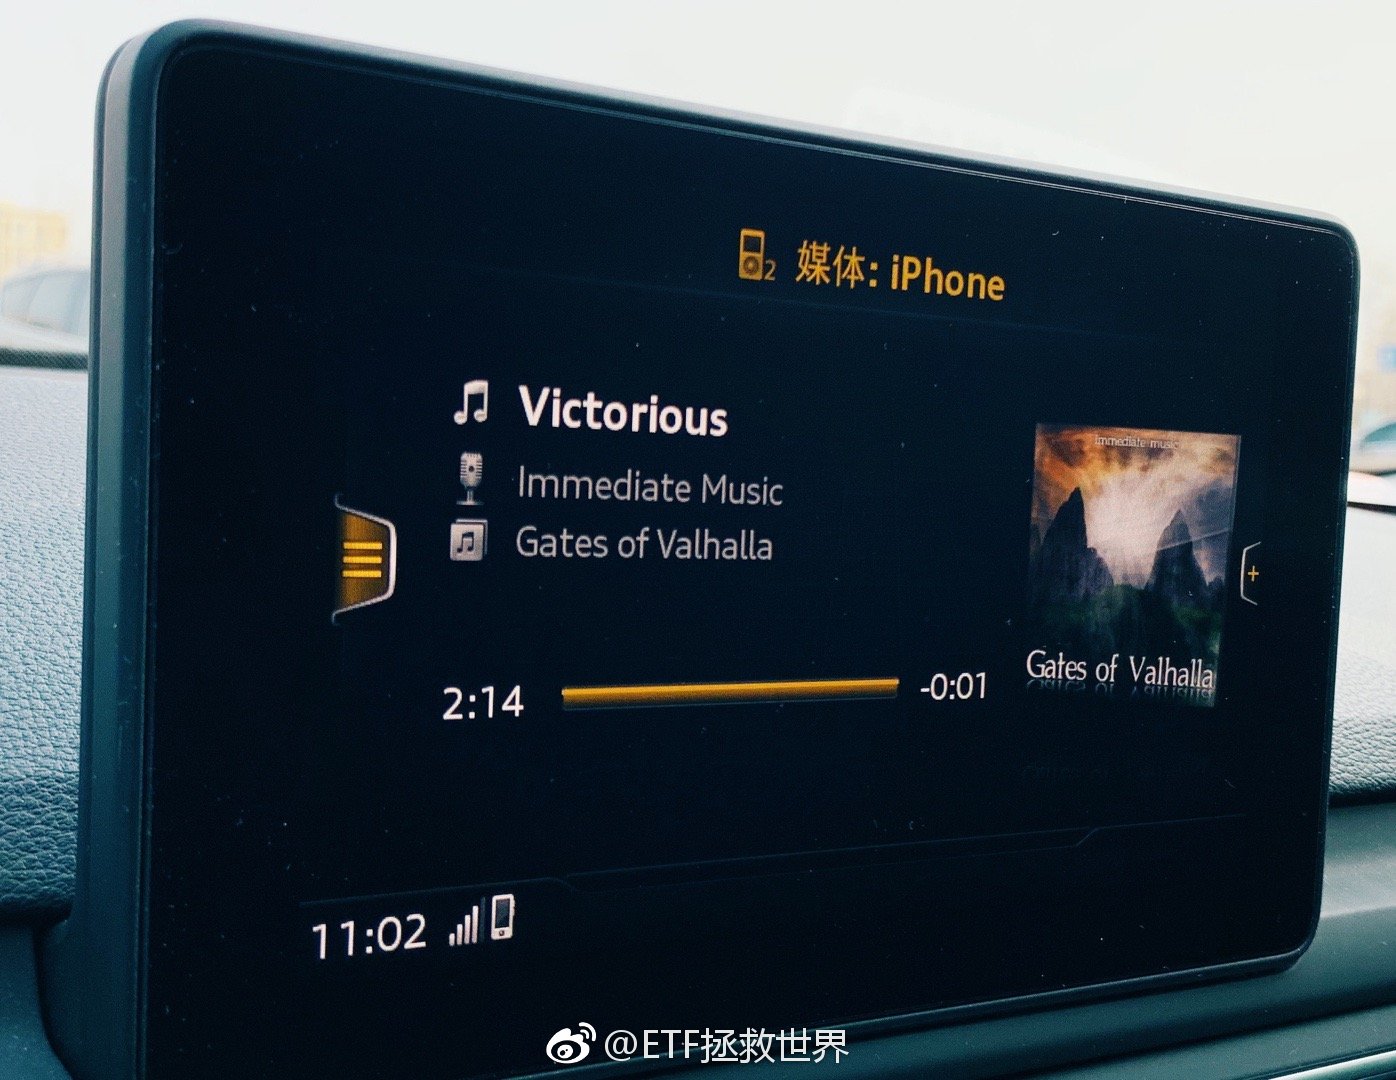 2 媒体: iPhone
Victorious
Immediate Music
Gates of Valhalla
immediate music
Gates of Valhalla
2:14
-0:01
11:02
@ETF拯救世界